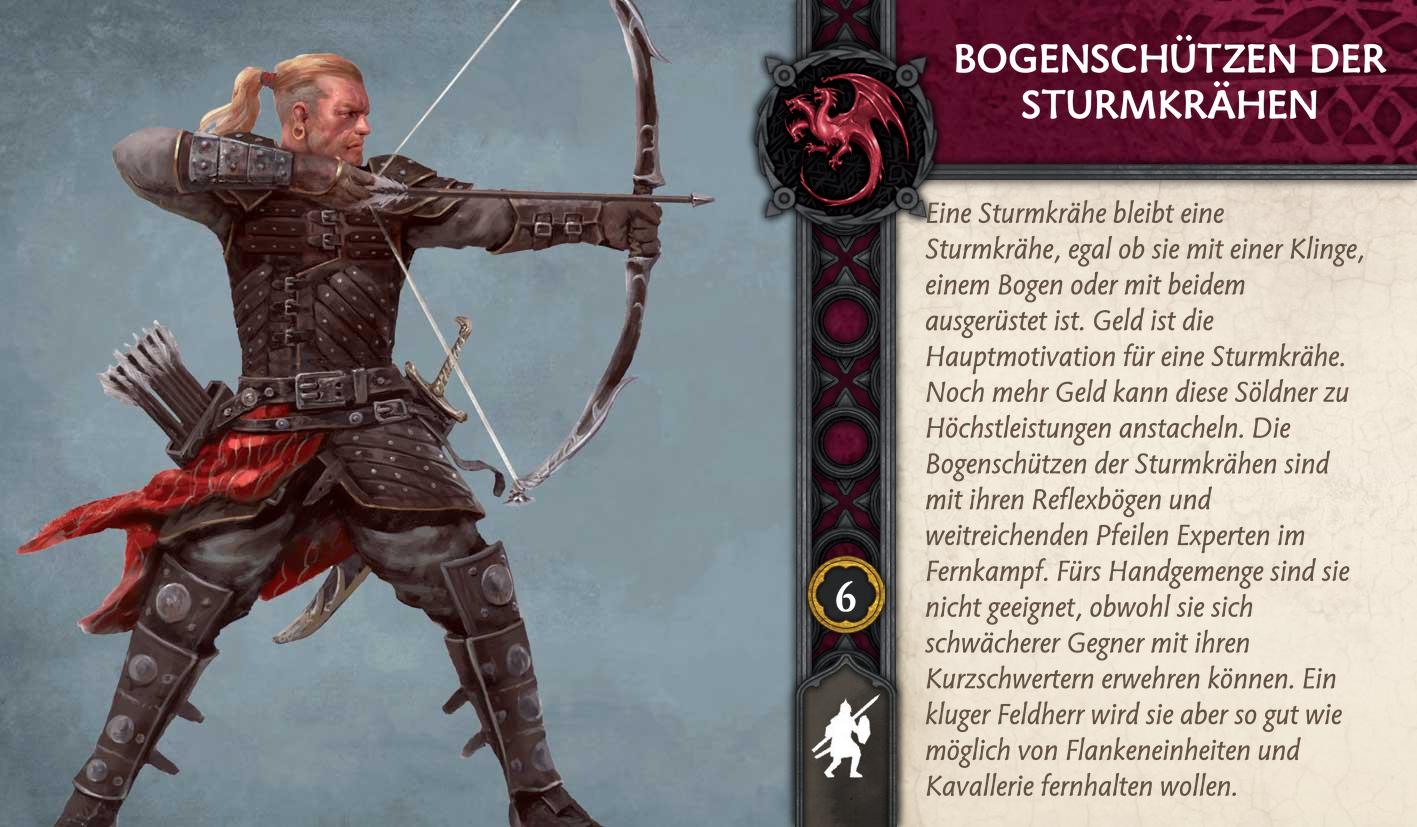 BOGENSCHÜTZEN DER
STURMKRÄHEN
Eine Sturmkrähe bleibt eine
Sturmkrähe, egal ob sie mit einer Klinge,
einem Bogen oder mit beidem
ausgerüstet ist. Geld ist die
Hauptmotivation für eine Sturmkrähe.
Noch mehr Geld kann diese Söldner zu
Höchstleistungen anstacheln. Die
Bogenschützen der Sturmkrähen sind
mit ihren Reflexbögen und
weitreichenden Pfeilen Experten im
Fernkampf. Fürs Handgemenge sind sie
nicht geeignet, obwohl sie sich
schwächerer Gegner mit ihren
Kurzschwertern erwehren können. Ein
kluger Feldherr wird sie aber so gut wie
möglich von Flankeneinheiten und
Kavallerie fernhalten wollen.
6